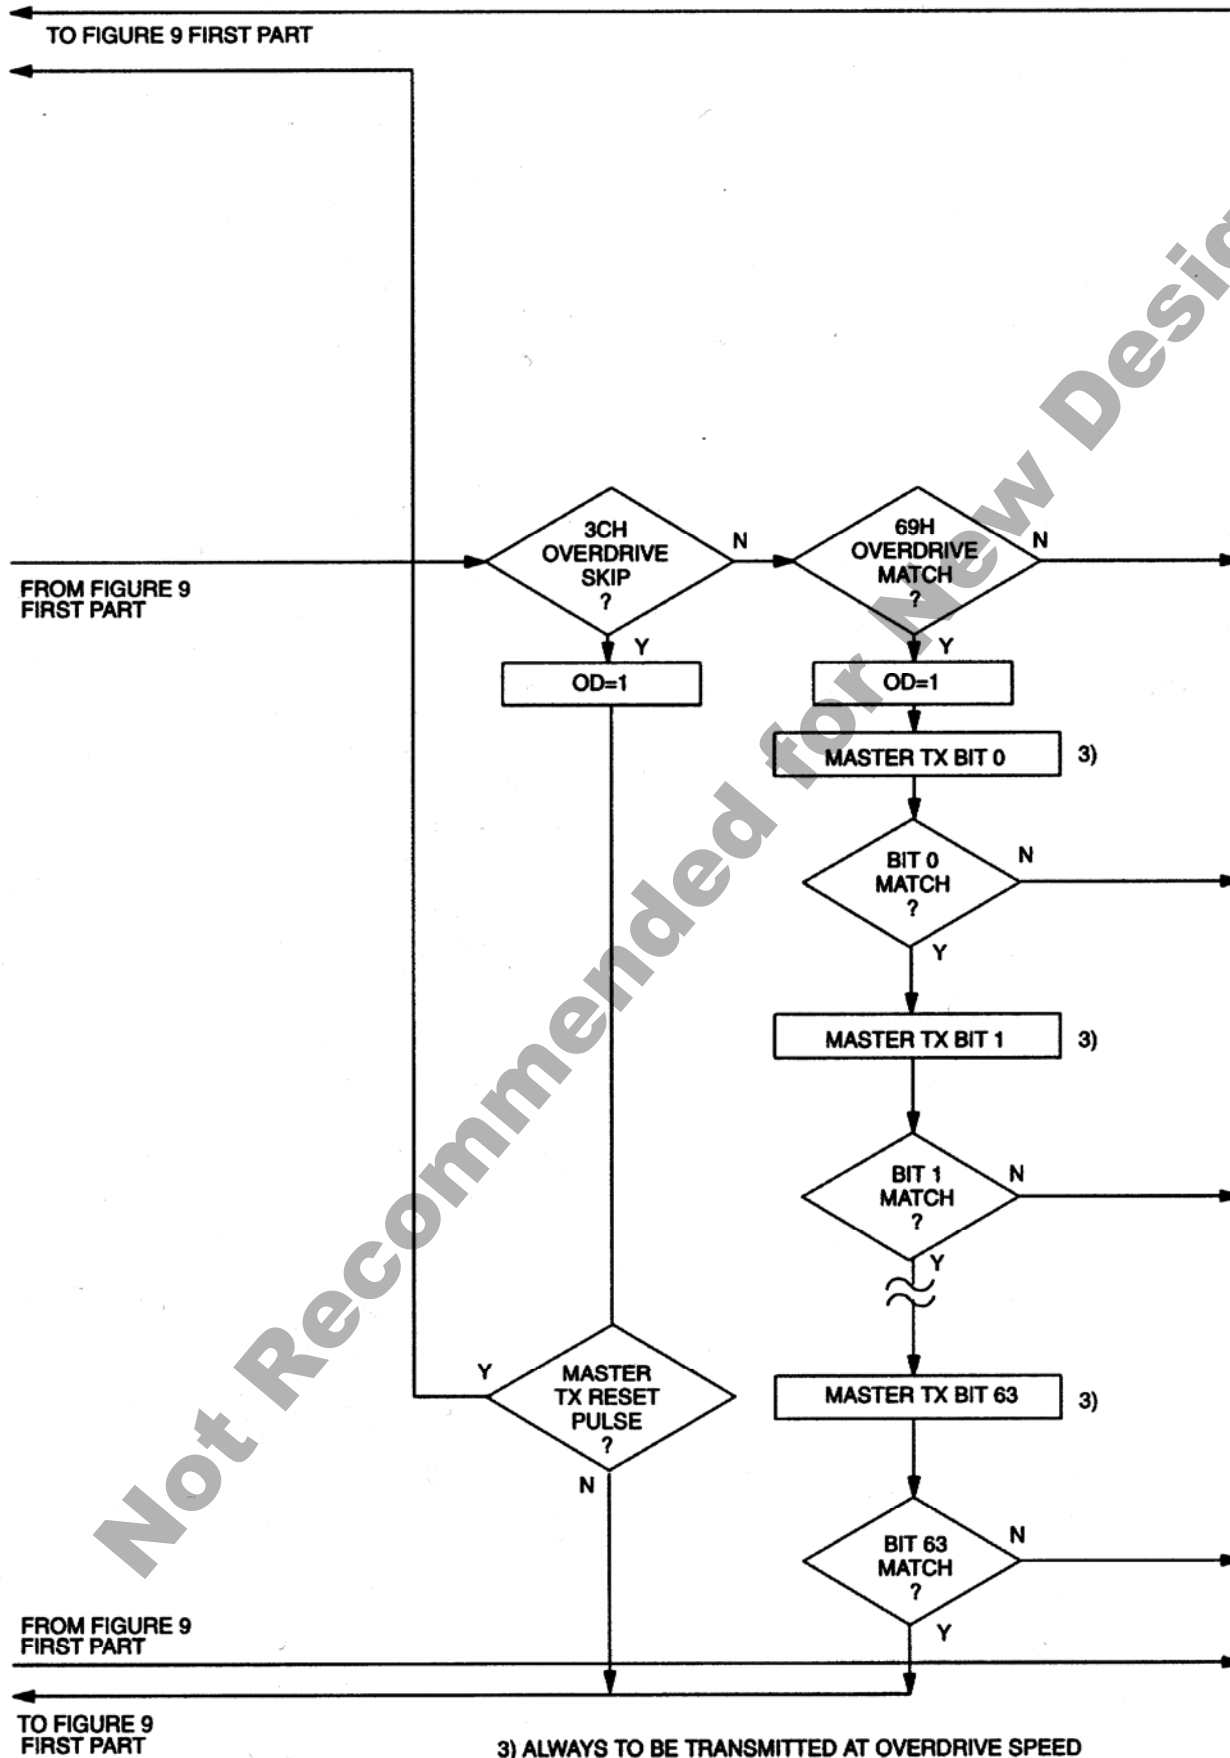 TO FIGURE 9 FIRST PART
3CH
OVERDRIVE
SKIP
?
N
69H
OVERDRIVE
MATCH
?
N
FROM FIGURE 9
FIRST PART
Y
Y
OD=1
OD=1
MASTER TX BIT 0
3)
BIT 0
MATCH
?
N
Y
MASTER TX BIT 1
3)
BIT 1
MATCH
?
N
Y
MASTER
TX RESET
PULSE
?
Y
N
MASTER TX BIT 63
3)
BIT 63
MATCH
?
N
Y
FROM FIGURE 9
FIRST PART
TO FIGURE 9
FIRST PART
3) ALWAYS TO BE TRANSMITTED AT OVERDRIVE SPEED
Not Recommended for New Desig